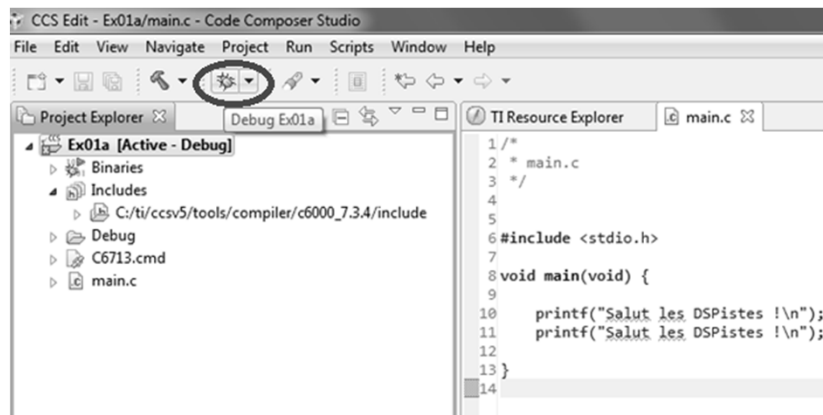 CCS Edit - Ex01a/main.c - Code Composer Studio
File Edit View Navigate Project Run Scripts Window Help
Project Explorer
Debug Ex01a
Ex01a [Active - Debug]
Binaries
Includes
C:/ti/ccsv5/tools/compiler/c6000_7.3.4/include
Debug
C6713.cmd
main.c
TI Resource Explorer
main.c
1 /*
2 * main.c
3 */
4
5
6 #include <stdio.h>
7
8 void main(void) {
9
10 printf("Salut les DSPistes !\n");
11 printf("Salut les DSPistes !\n");
12
13 }
14